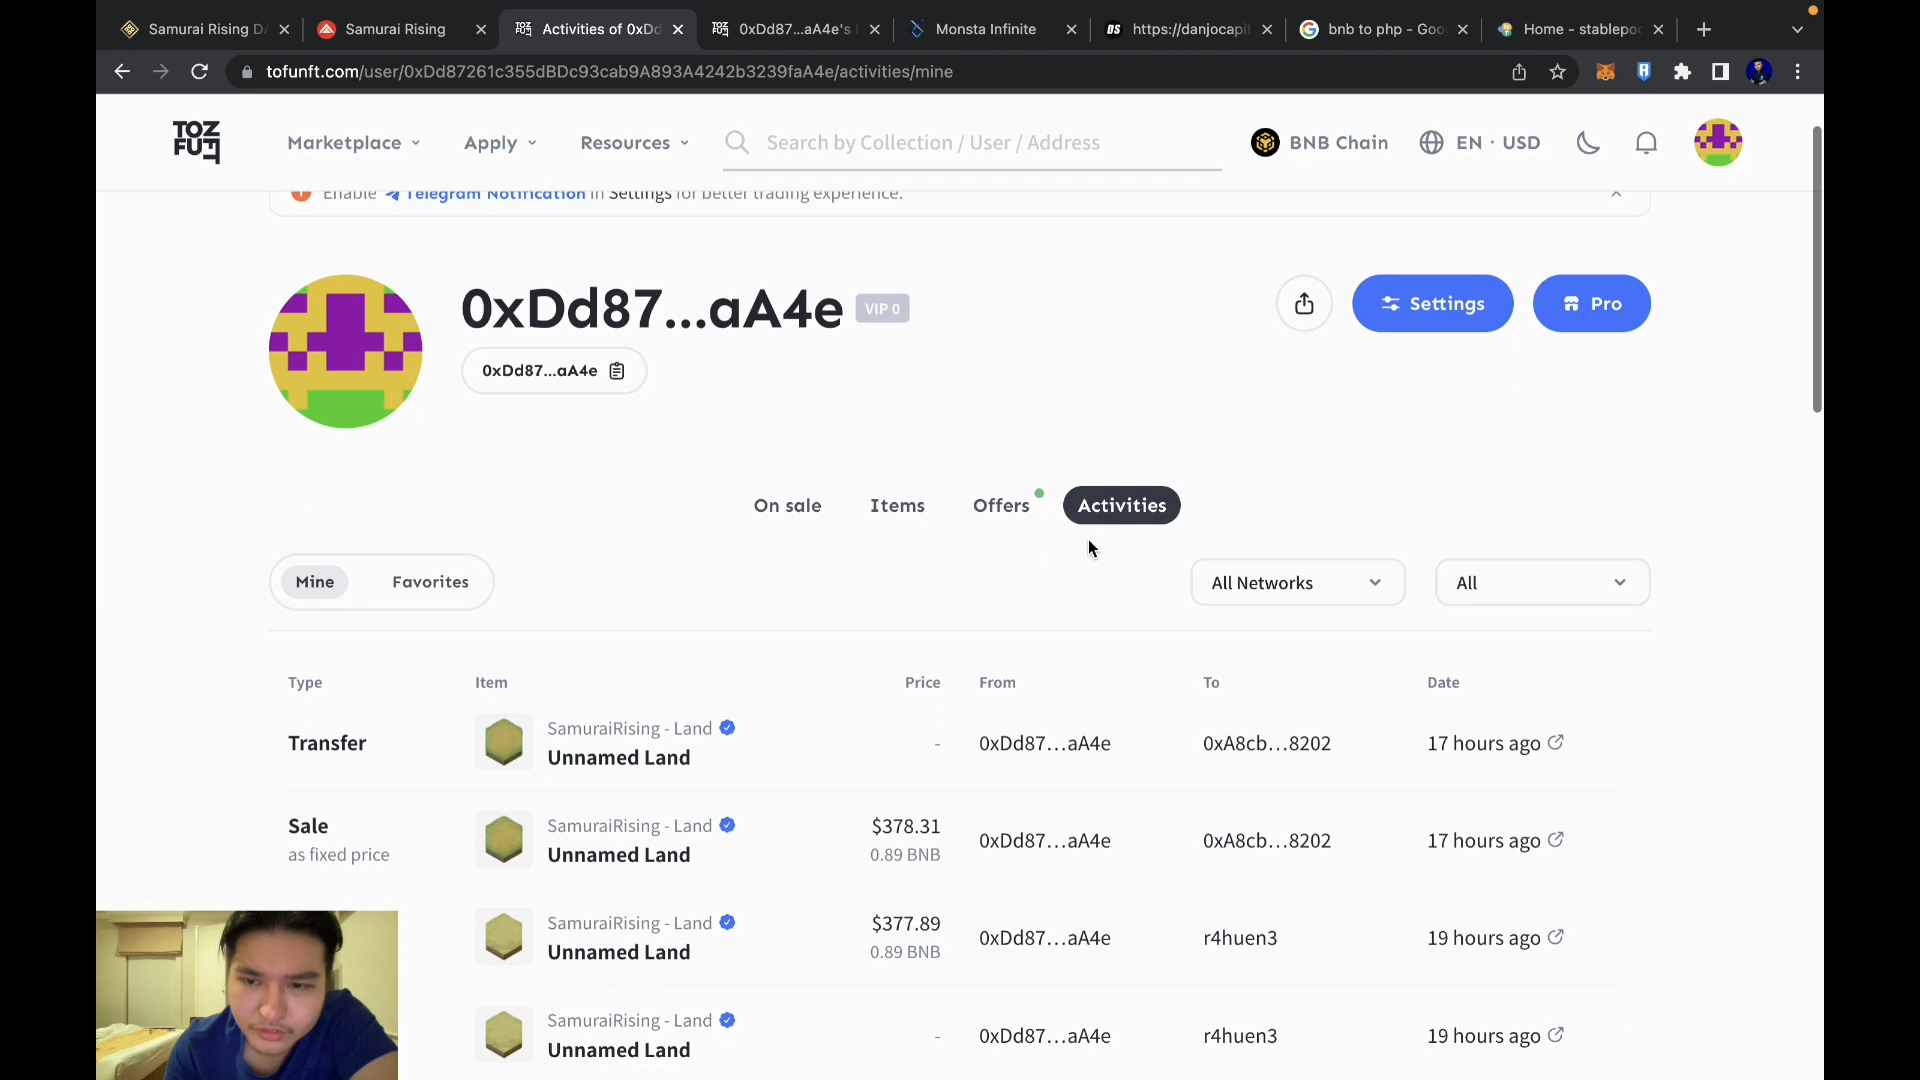 Samurai Rising DA
Samurai Rising
Activities of 0xDd
0xDd87...aA4e's
Monsta Infinite
https://danjocapit
bnb to php - Goo
Home - stablepoo
tofunft.com/user/0xDd87261c355dBDc93cab9A893A4242b3239faA4e/activities/mine
TOZ
FUT
Marketplace
Apply
Resources
Search by Collection / User / Address
BNB Chain
EN · USD
Enable Telegram Notification in Settings for better trading experience.
0xDd87...aA4e
VIP 0
0xDd87...aA4e
Settings
Pro
On sale
Items
Offers
Activities
Mine
Favorites
All Networks
All
Type
Item
Price
From
To
Date
Transfer
SamuraiRising - Land
Unnamed Land
-
0xDd87...aA4e
0xA8cb...8202
17 hours ago
Sale
as fixed price
SamuraiRising - Land
Unnamed Land
$378.31
0.89 BNB
0xDd87...aA4e
0xA8cb...8202
17 hours ago
SamuraiRising - Land
Unnamed Land
$377.89
0.89 BNB
0xDd87...aA4e
r4huen3
19 hours ago
SamuraiRising - Land
Unnamed Land
-
0xDd87...aA4e
r4huen3
19 hours ago